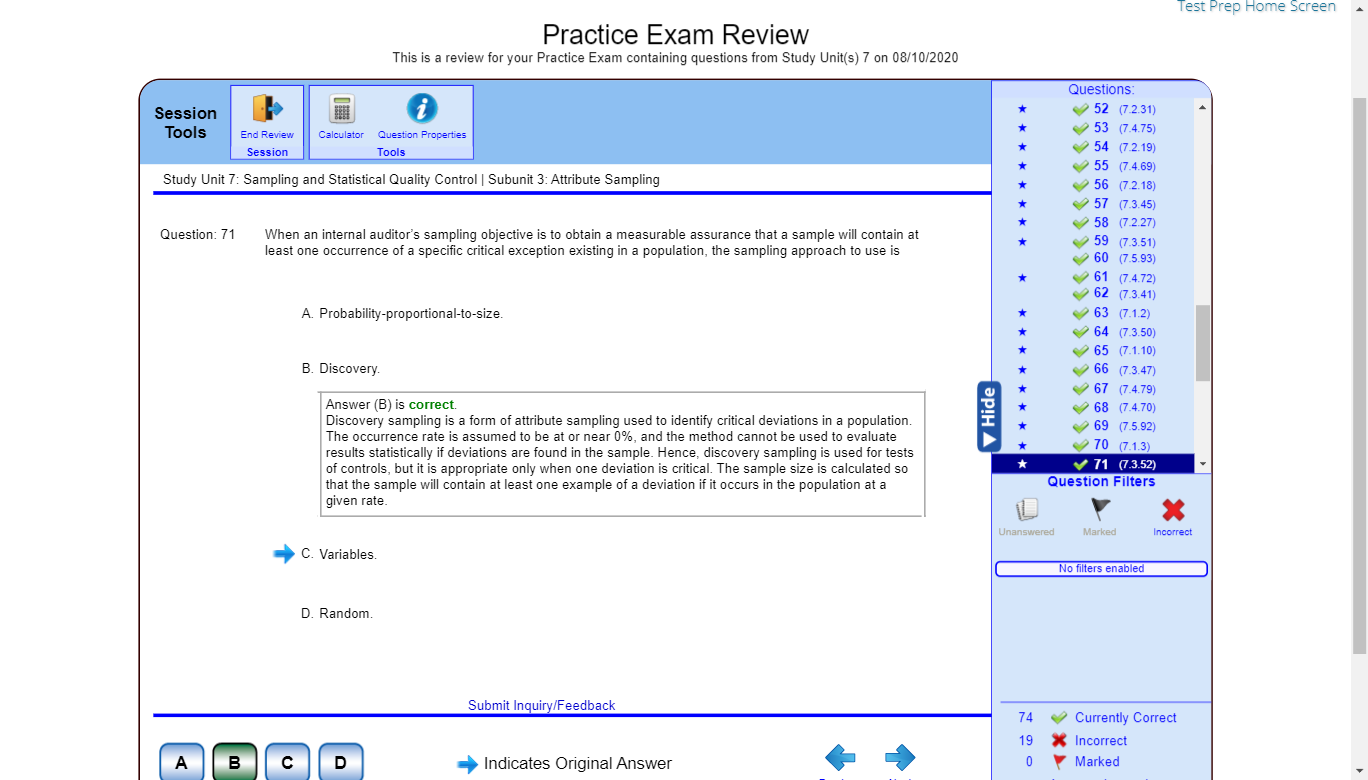 Test Prep Home Screen
Practice Exam Review
This is a review for your Practice Exam containing questions from Study Unit(s) 7 on 08/10/2020
Session
Tools
End Review
Session
Calculator
Question Properties
Tools
Study Unit 7: Sampling and Statistical Quality Control | Subunit 3: Attribute Sampling
Question: 71
When an internal auditor's sampling objective is to obtain a measurable assurance that a sample will contain at
least one occurrence of a specific critical exception existing in a population, the sampling approach to use is
A. Probability-proportional-to-size.
B. Discovery.
Answer (B) is correct.
Discovery sampling is a form of attribute sampling used to identify critical deviations in a population.
The occurrence rate is assumed to be at or near 0%, and the method cannot be used to evaluate
results statistically if deviations are found in the sample. Hence, discovery sampling is used for tests
of controls, but it is appropriate only when one deviation is critical. The sample size is calculated so
that the sample will contain at least one example of a deviation if it occurs in the population at a
given rate.
C. Variables.
D. Random.
Submit Inquiry/Feedback
A
B
C
D
Indicates Original Answer
Questions:
52 (7.2.31)
53 (7.4.75)
54 (7.2.19)
55 (7.4.69)
56 (7.2.18)
57 (7.3.45)
58 (7.2.27)
59 (7.3.51)
60 (7.5.93)
61 (7.4.72)
62 (7.3.41)
63 (7.1.2)
64 (7.3.50)
65 (7.1.10)
66 (7.3.47)
67 (7.4.79)
68 (7.4.70)
69 (7.5.92)
70 (7.1.3)
71 (7.3.52)
Hide
Question Filters
Unanswered
Marked
Incorrect
No filters enabled
74 Currently Correct
19 Incorrect
0 Marked